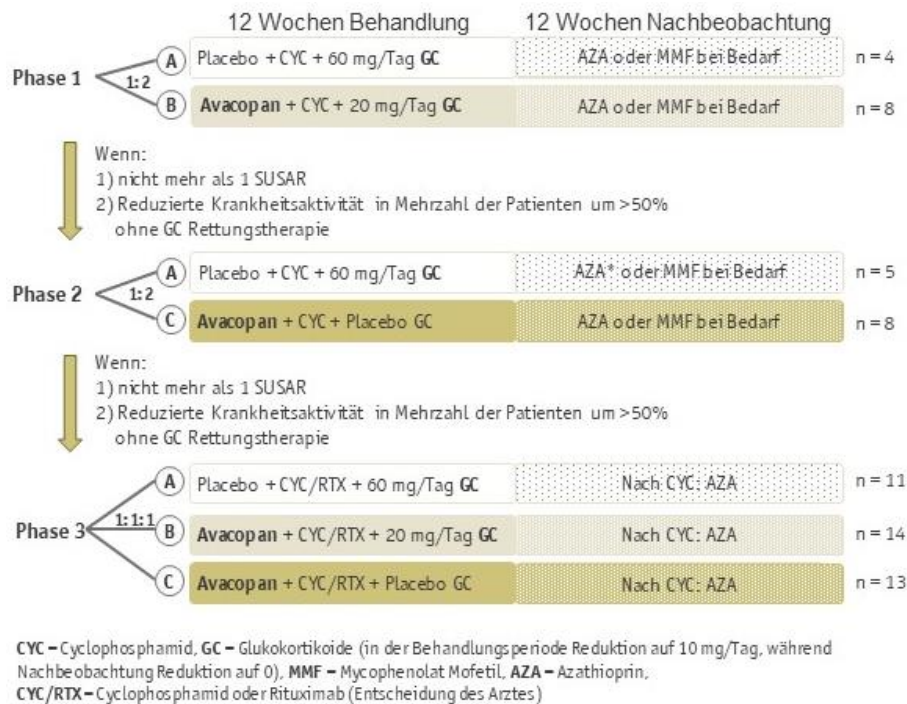 12 Wochen Behandlung 12 Wochen Nachbeobachtung
Phase 1 1:2
A Placebo + CYC + 60 mg/Tag GC AZA oder MMF bei Bedarf n = 4
B Avacopan + CYC + 20 mg/Tag GC AZA oder MMF bei Bedarf n = 8
Wenn:
1) nicht mehr als 1 SUSAR
2) Reduzierte Krankheitsaktivität in Mehrzahl der Patienten um >50%
ohne GC Rettungstherapie
Phase 2 1:2
A Placebo + CYC + 60 mg/Tag GC AZA* oder MMF bei Bedarf n = 5
C Avacopan + CYC + Placebo GC AZA oder MMF bei Bedarf n = 8
Wenn:
1) nicht mehr als 1 SUSAR
2) Reduzierte Krankheitsaktivität in Mehrzahl der Patienten um >50%
ohne GC Rettungstherapie
Phase 3 1:1:1
A Placebo + CYC/RTX + 60 mg/Tag GC Nach CYC: AZA n = 11
B Avacopan + CYC/RTX + 20 mg/Tag GC Nach CYC: AZA n = 14
C Avacopan + CYC/RTX + Placebo GC Nach CYC: AZA n = 13
CYC – Cyclophosphamid, GC – Glukokortikoide (in der Behandlungsperiode Reduktion auf 10 mg/Tag, während
Nachbeobachtung Reduktion auf 0), MMF – Mycophenolat Mofetil, AZA – Azathioprin,
CYC/RTX – Cyclophosphamid oder Rituximab (Entscheidung des Arztes)